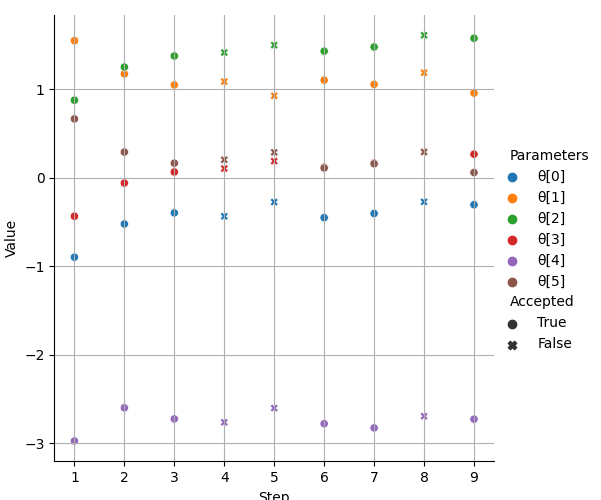 1
0
−1
−2
−3
Value
1 2 3 4 5 6 7 8 9
Step
Parameters
θ[0]
θ[1]
θ[2]
θ[3]
θ[4]
θ[5]
Accepted
True
False